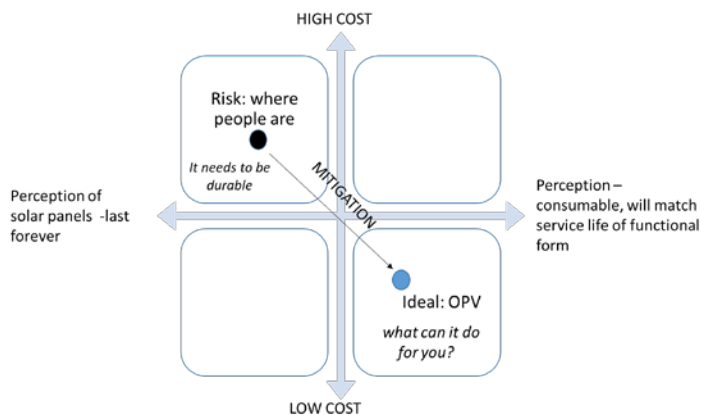 HIGH COST
Risk: where
people are
It needs to be
durable
MITIGATION
Perception of
solar panels -last
forever
Perception –
consumable, will match
service life of functional
form
Ideal: OPV
what can it do
for you?
LOW COST